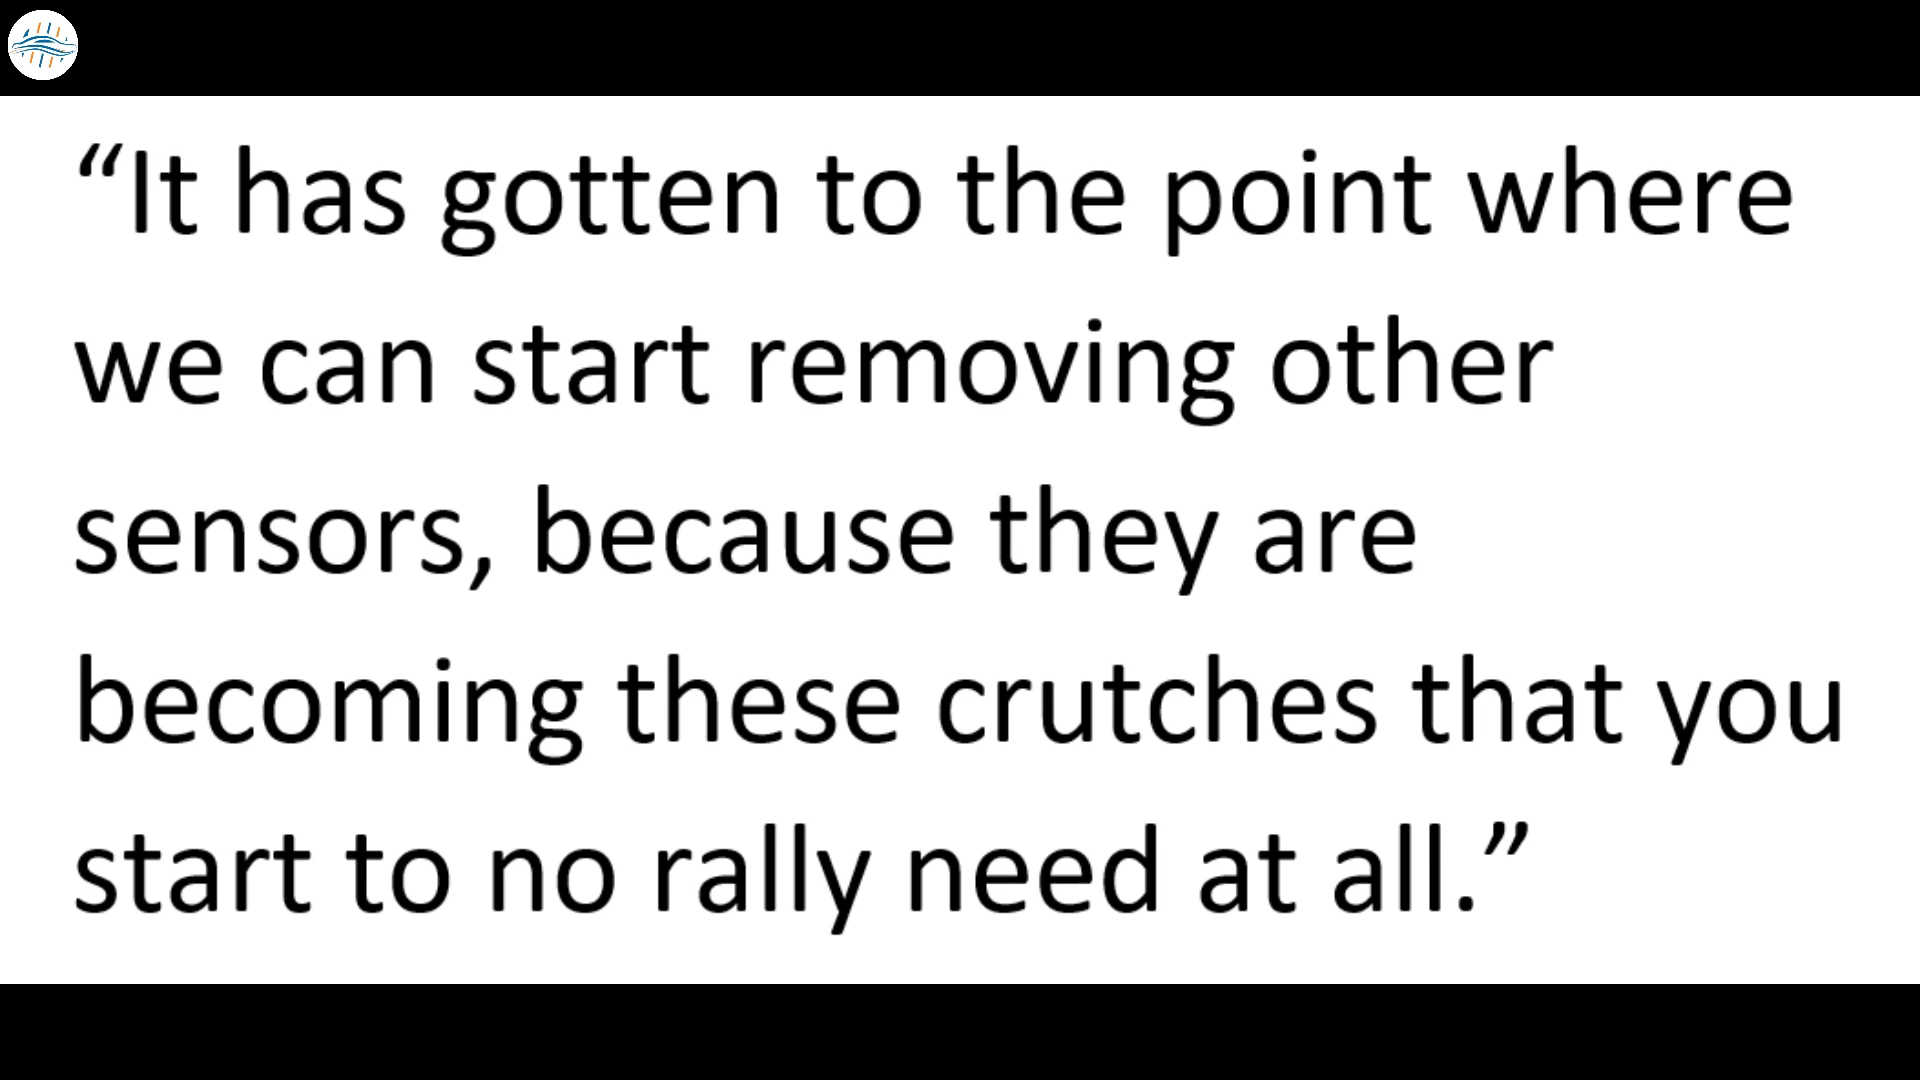 “It has gotten to the point where
we can start removing other
sensors, because they are
becoming these crutches that you
start to no rally need at all.”